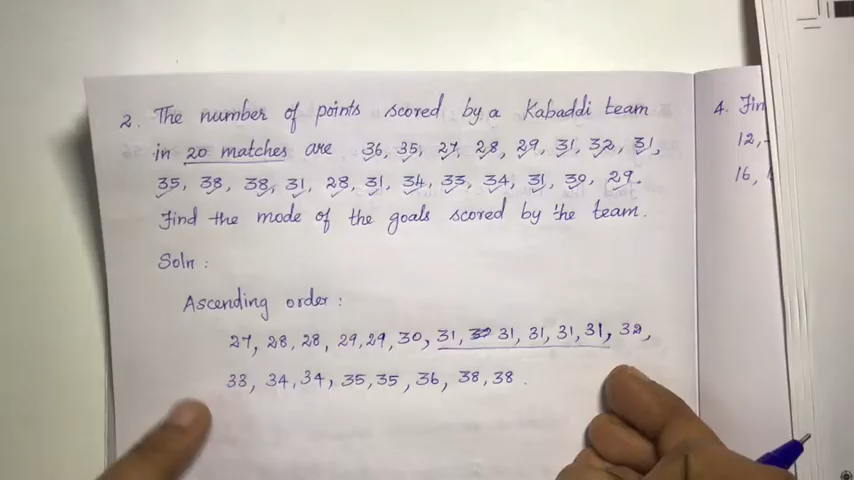 2. The number of points scored by a Kabaddi team
in 20 matches are 36, 35, 27, 28, 29, 31, 32, 31,
35, 38, 38, 31, 28, 31, 34, 33, 34, 31, 30, 29.
Find the mode of the goals scored by the team.
Soln :
Ascending order :
27, 28, 28, 29, 29, 30, 31, 31, 31, 31, 31, 32,
33, 34, 34, 35, 35, 36, 38, 38.
4. Fin
12,
16,